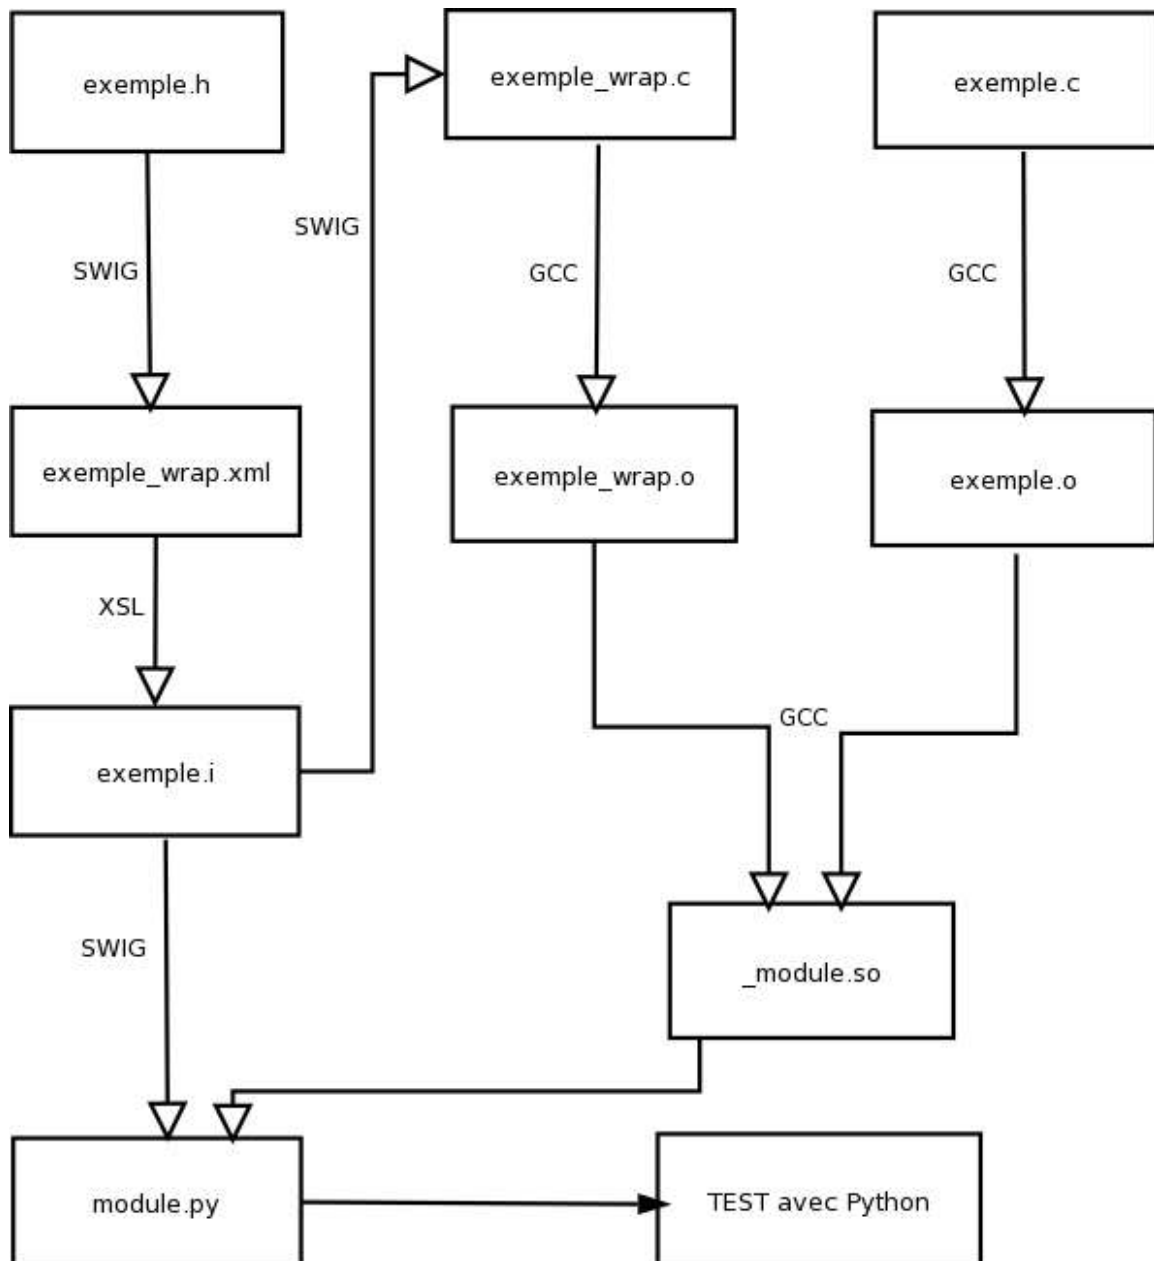 exemple.h
exemple_wrap.c
exemple.c
SWIG
SWIG
GCC
GCC
exemple_wrap.xml
exemple_wrap.o
exemple.o
XSL
GCC
exemple.i
SWIG
_module.so
module.py
TEST avec Python